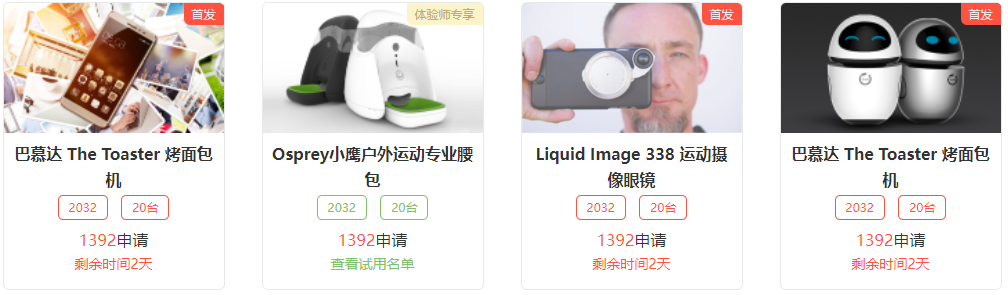 首发
巴慕达 The Toaster 烤面包
机
2032 20台
1392申请
剩余时间2天
体验师专享
Osprey小鹰户外运动专业腰
包
2032 20台
1392申请
查看试用名单
首发
Liquid Image 338 运动摄
像眼镜
2032 20台
1392申请
剩余时间2天
首发
巴慕达 The Toaster 烤面包
机
2032 20台
1392申请
剩余时间2天